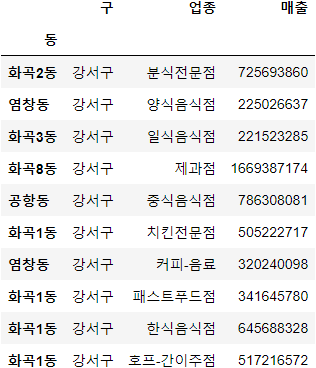 구 업종 매출
동
화곡2동 강서구 분식전문점 725693860
염창동 강서구 양식음식점 225026637
화곡3동 강서구 일식음식점 221523285
화곡8동 강서구 제과점 1669387174
공항동 강서구 중식음식점 786308081
화곡1동 강서구 치킨전문점 505222717
염창동 강서구 커피-음료 320240098
화곡1동 강서구 패스트푸드점 341645780
화곡1동 강서구 한식음식점 645688328
화곡1동 강서구 호프-간이주점 517216572